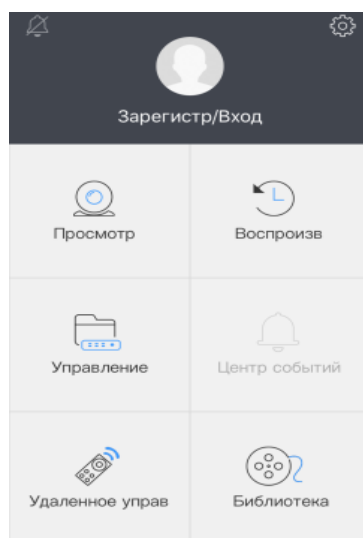 Зарегистр/Вход
Просмотр
Воспроизв
Управление
Центр событий
Удаленное управ
Библиотека